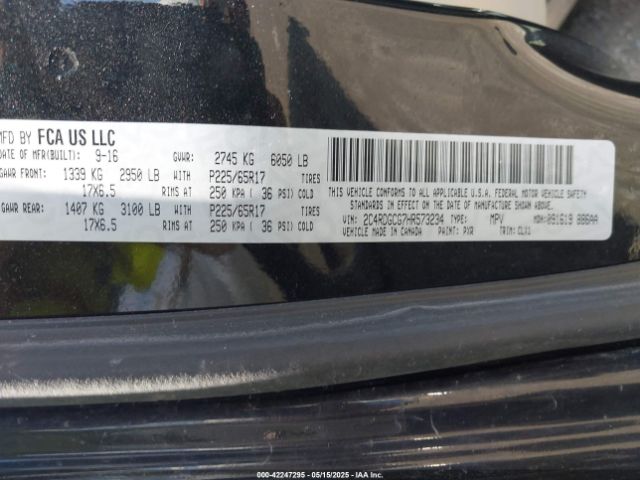 MFD BY FCA US LLC
DATE OF MFR(BUILT): 9-16 GVWR: 2745 KG 6050 LB
GAWR FRONT: 1339 KG 2950 LB WITH P225/65R17 TIRES
17X6.5 RIMS AT 250 KPA ( 36 PSI) COLD
GAWR REAR: 1407 KG 3100 LB WITH P225/65R17 TIRES
17X6.5 RIMS AT 250 KPA ( 36 PSI) COLD
THIS VEHICLE CONFORMS TO ALL APPLICABLE U.S.A. FEDERAL MOTOR VEHICLE SAFETY
STANDARDS IN EFFECT ON THE DATE OF MANUFACTURE SHOWN ABOVE.
VIN: 2C4RDGCG7HR573234 TYPE: MPV MDH:091619 886AA
VEHICLE MADE IN CANADA PAINT: PXR TRIM: CLX1
000-42247295 - 05/15/2025 - IAA Inc.